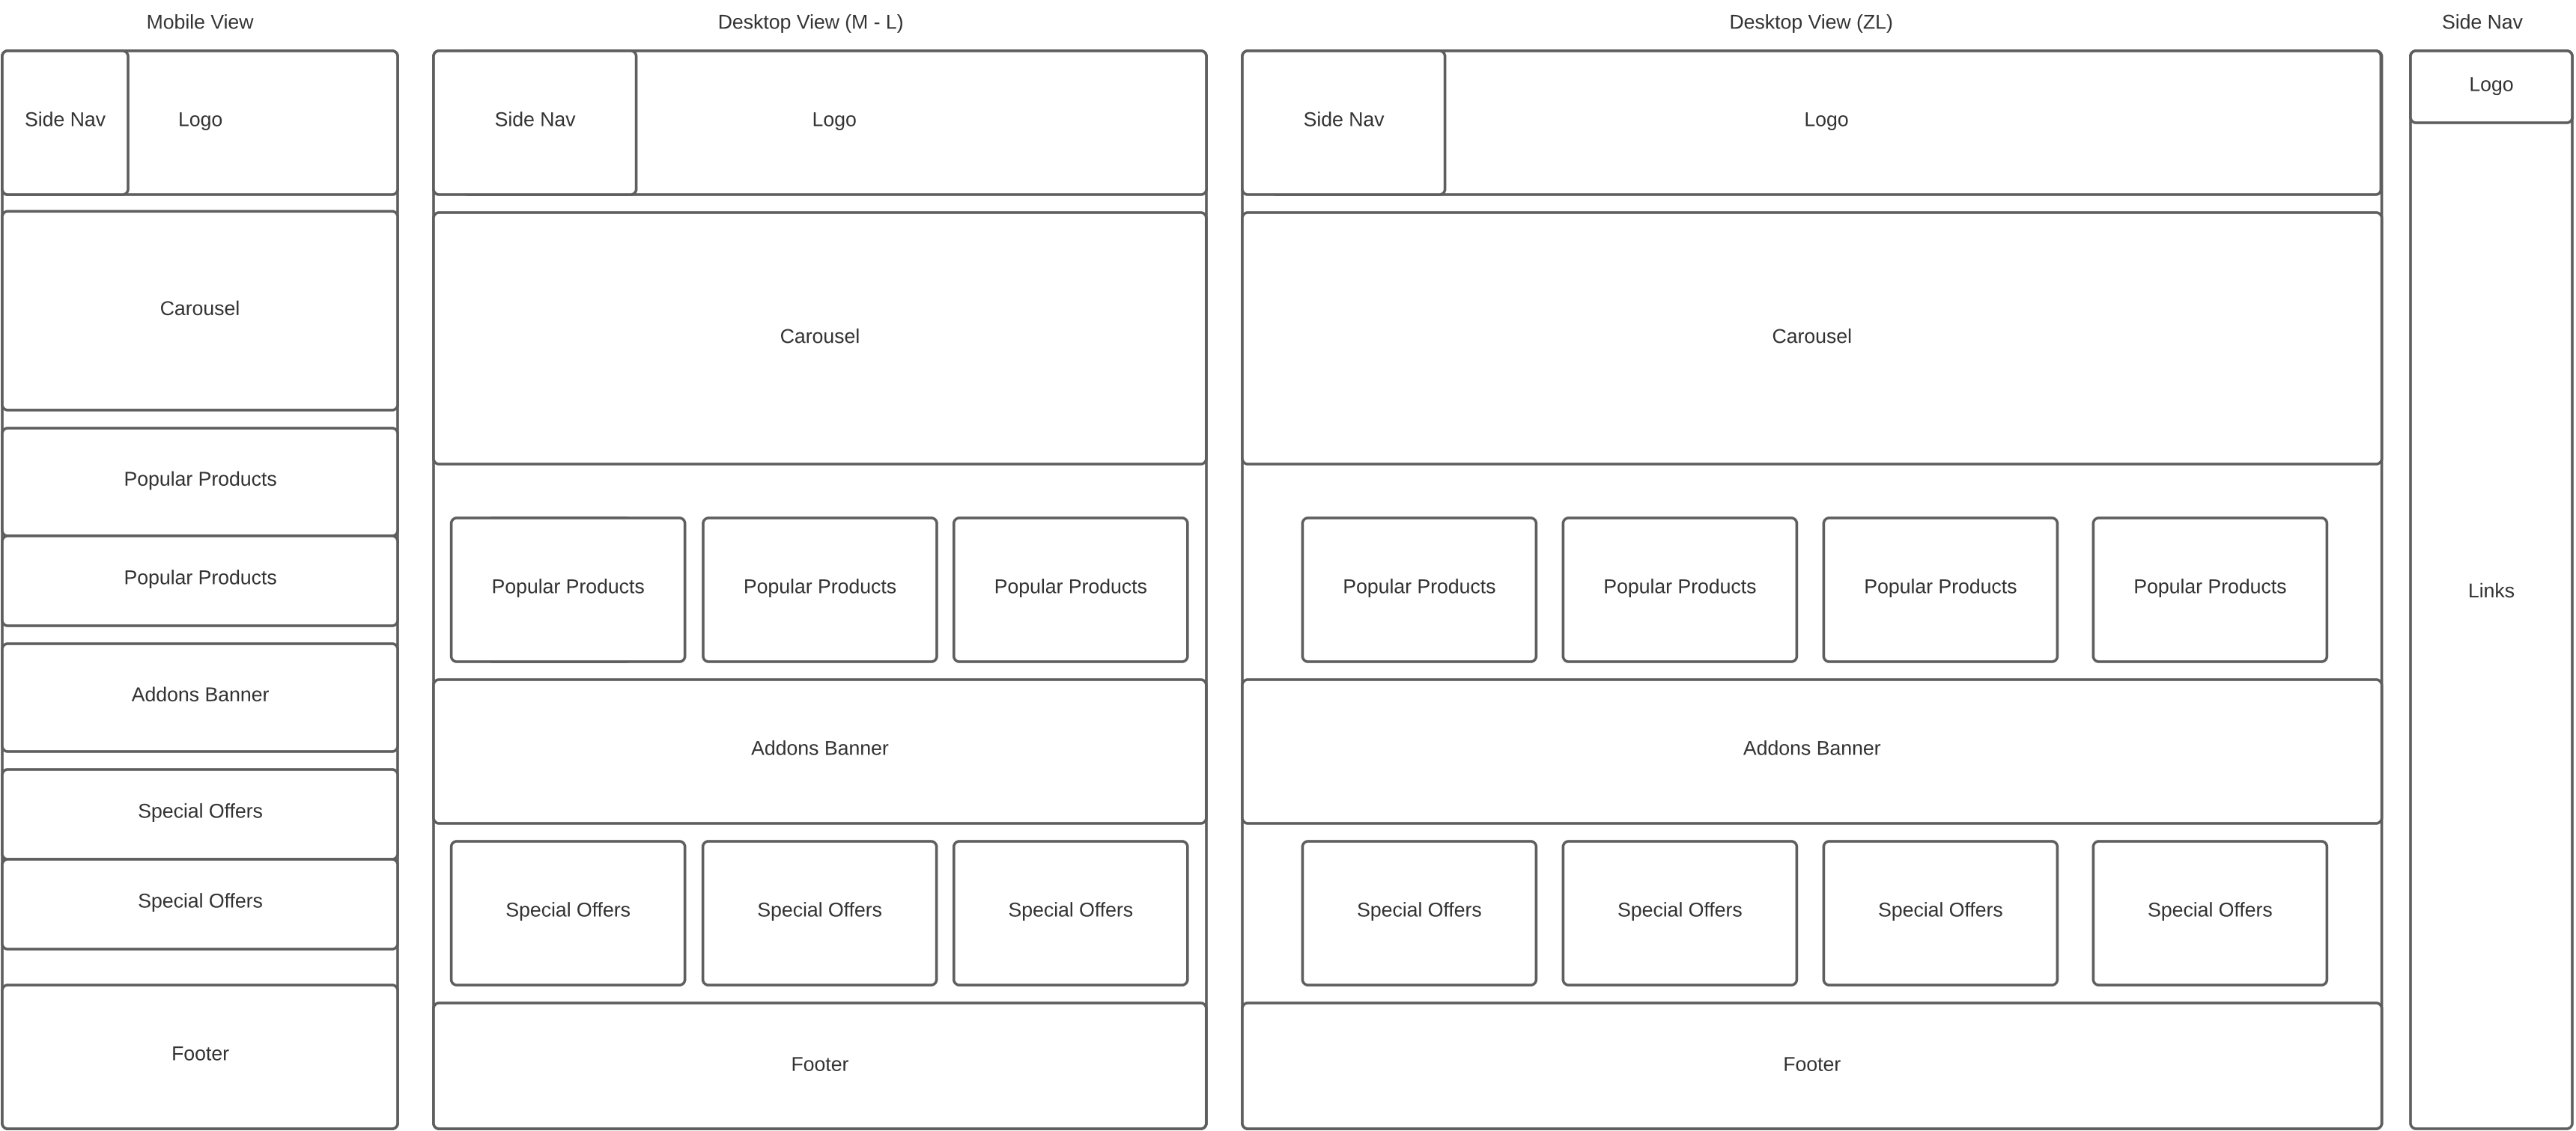 Mobile View
Desktop View (M - L)
Desktop View (ZL)
Side Nav
Side Nav
Logo
Side Nav
Logo
Side Nav
Logo
Logo
Carousel
Carousel
Carousel
Popular Products
Popular Products
Popular Products
Popular Products
Popular Products
Popular Products
Popular Products
Popular Products
Popular Products
Links
Addons Banner
Addons Banner
Addons Banner
Special Offers
Special Offers
Special Offers
Special Offers
Special Offers
Special Offers
Special Offers
Special Offers
Special Offers
Footer
Footer
Footer